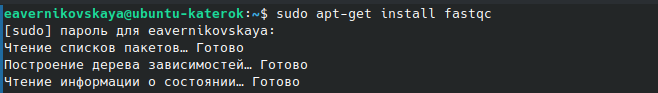 eavernikovskaya@ubuntu-katerok:~$ sudo apt-get install fastqc
[sudo] пароль для eavernikovskaya:
Чтение списков пакетов… Готово
Построение дерева зависимостей… Готово
Чтение информации о состоянии… Готово